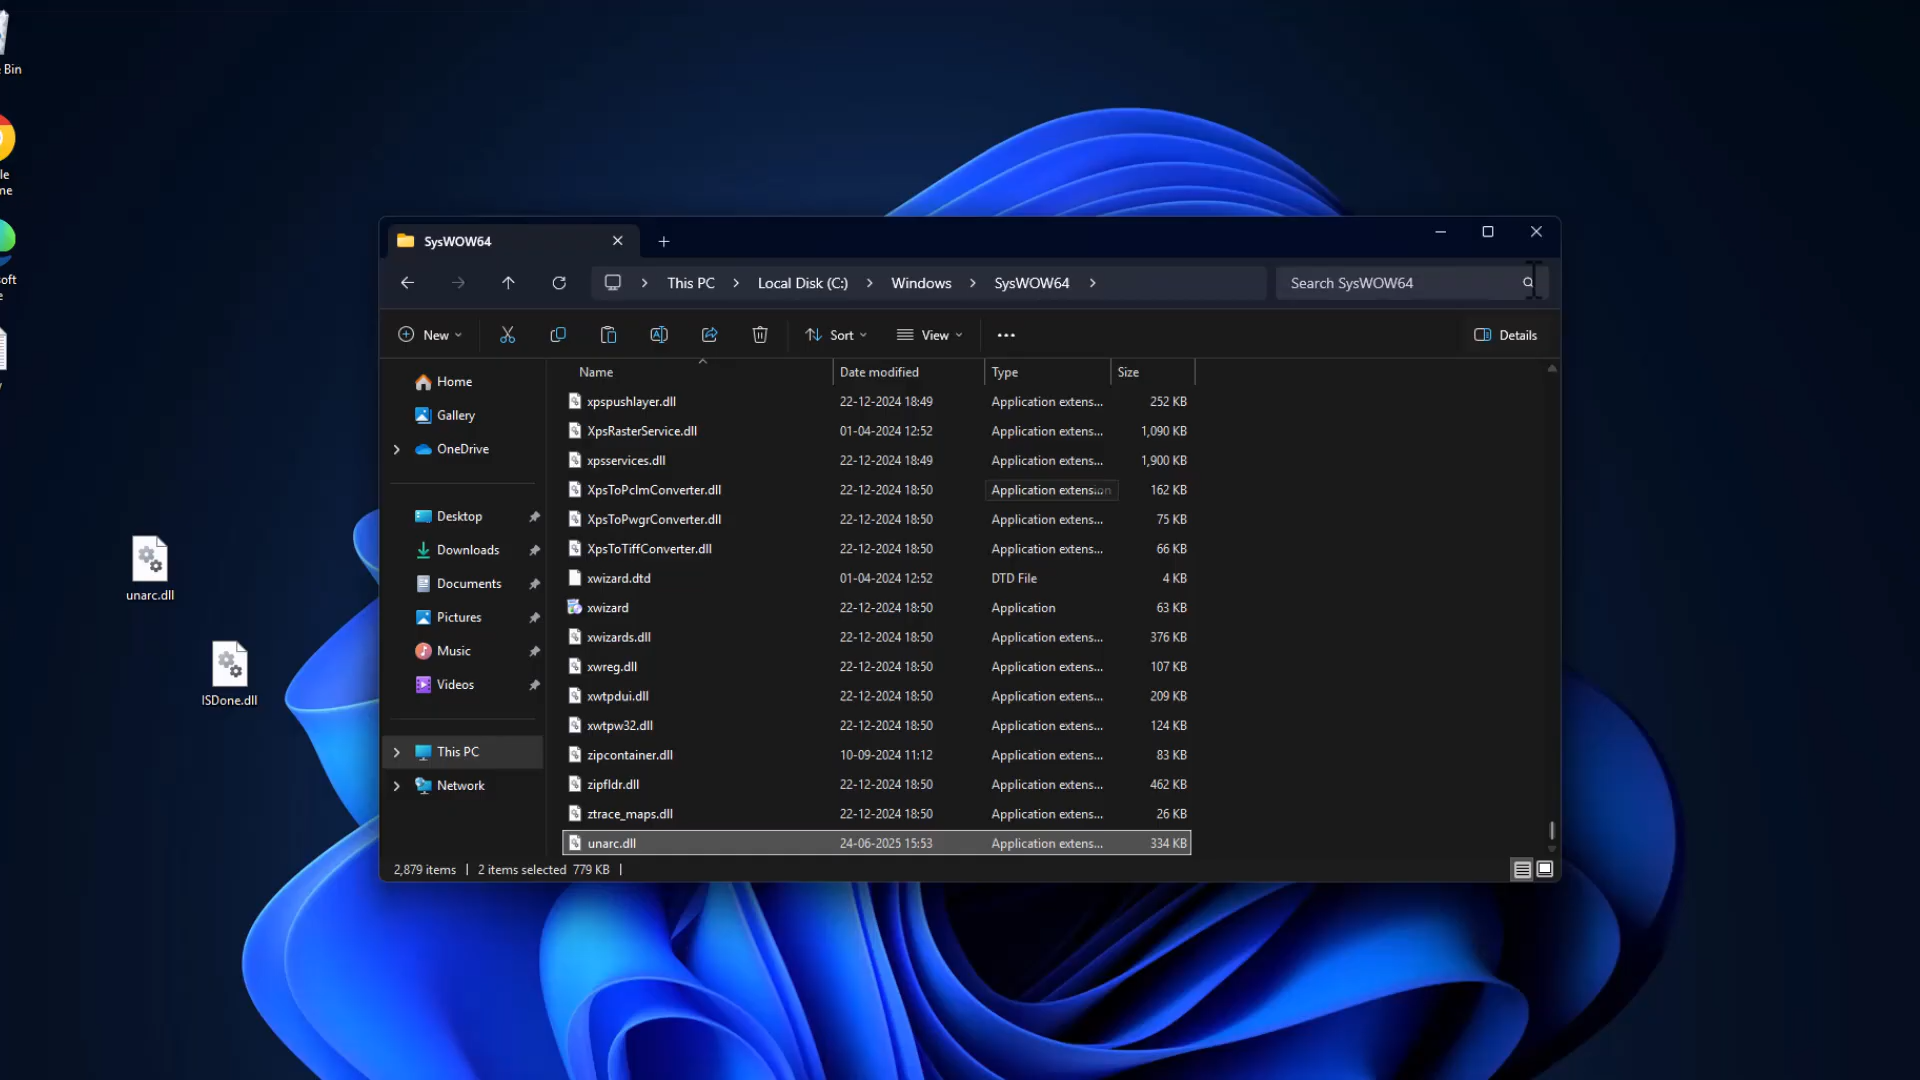 Bin
le
me
soft
e
unarc.dll
ISDone.dll
SysWOW64
This PC
Local Disk (C:)
Windows
SysWOW64
Search SysWOW64
New
Sort
View
Details
Home
Gallery
OneDrive
Desktop
Downloads
Documents
Pictures
Music
Videos
This PC
Network
Name Date modified Type Size
xpspushlayer.dll 22-12-2024 18:49 Application extens... 252 KB
XpsRasterService.dll 01-04-2024 12:52 Application extens... 1,090 KB
xpsservices.dll 22-12-2024 18:49 Application extens... 1,900 KB
XpsToPclmConverter.dll 22-12-2024 18:50 Application extens... 162 KB
XpsToPwgrConverter.dll 22-12-2024 18:50 Application extens... 75 KB
XpsToTiffConverter.dll 22-12-2024 18:50 Application extens... 66 KB
xwizard.dtd 01-04-2024 12:52 DTD File 4 KB
xwizard 22-12-2024 18:50 Application 63 KB
xwizards.dll 22-12-2024 18:50 Application extens... 376 KB
xwreg.dll 22-12-2024 18:50 Application extens... 107 KB
xwtpdui.dll 22-12-2024 18:50 Application extens... 209 KB
xwtpw32.dll 22-12-2024 18:50 Application extens... 124 KB
zipcontainer.dll 10-09-2024 11:12 Application extens... 83 KB
zipfldr.dll 22-12-2024 18:50 Application extens... 462 KB
ztrace_maps.dll 22-12-2024 18:50 Application extens... 26 KB
unarc.dll 24-06-2025 15:53 Application extens... 334 KB
2,879 items | 2 items selected 779 KB |